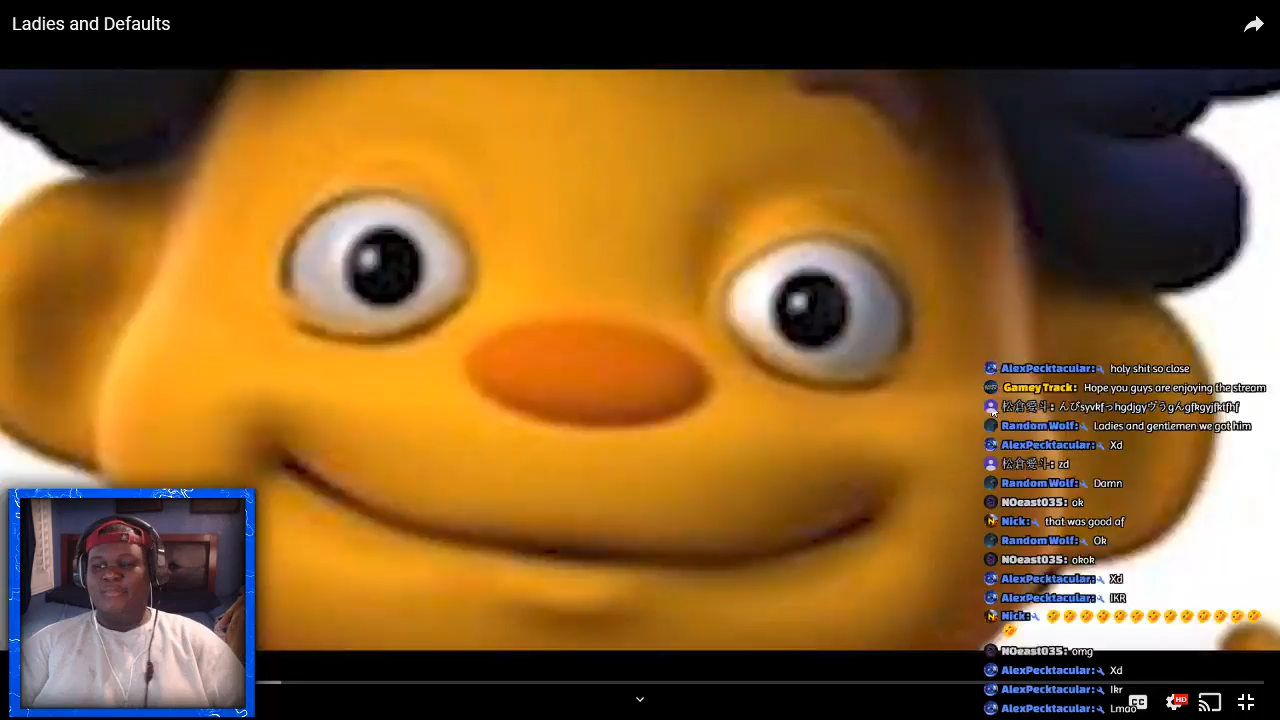 Ladies and Defaults
AlexPecktacular: holy shit so close
GameyTrack: Hope you guys are enjoying the stream
Random Wolf: Ladies and gentlemen we got him
AlexPecktacular: Xd
松倉愛斗: zd
Random Wolf: Damn
NOeast035: ok
Nick: that was good af
Random Wolf: Ok
NOeast035: okok
AlexPecktacular: Xd
AlexPecktacular: IKR
Nick:
NOeast035: omg
AlexPecktacular: Xd
AlexPecktacular: Ikr
AlexPecktacular: Lmao
CC
HD